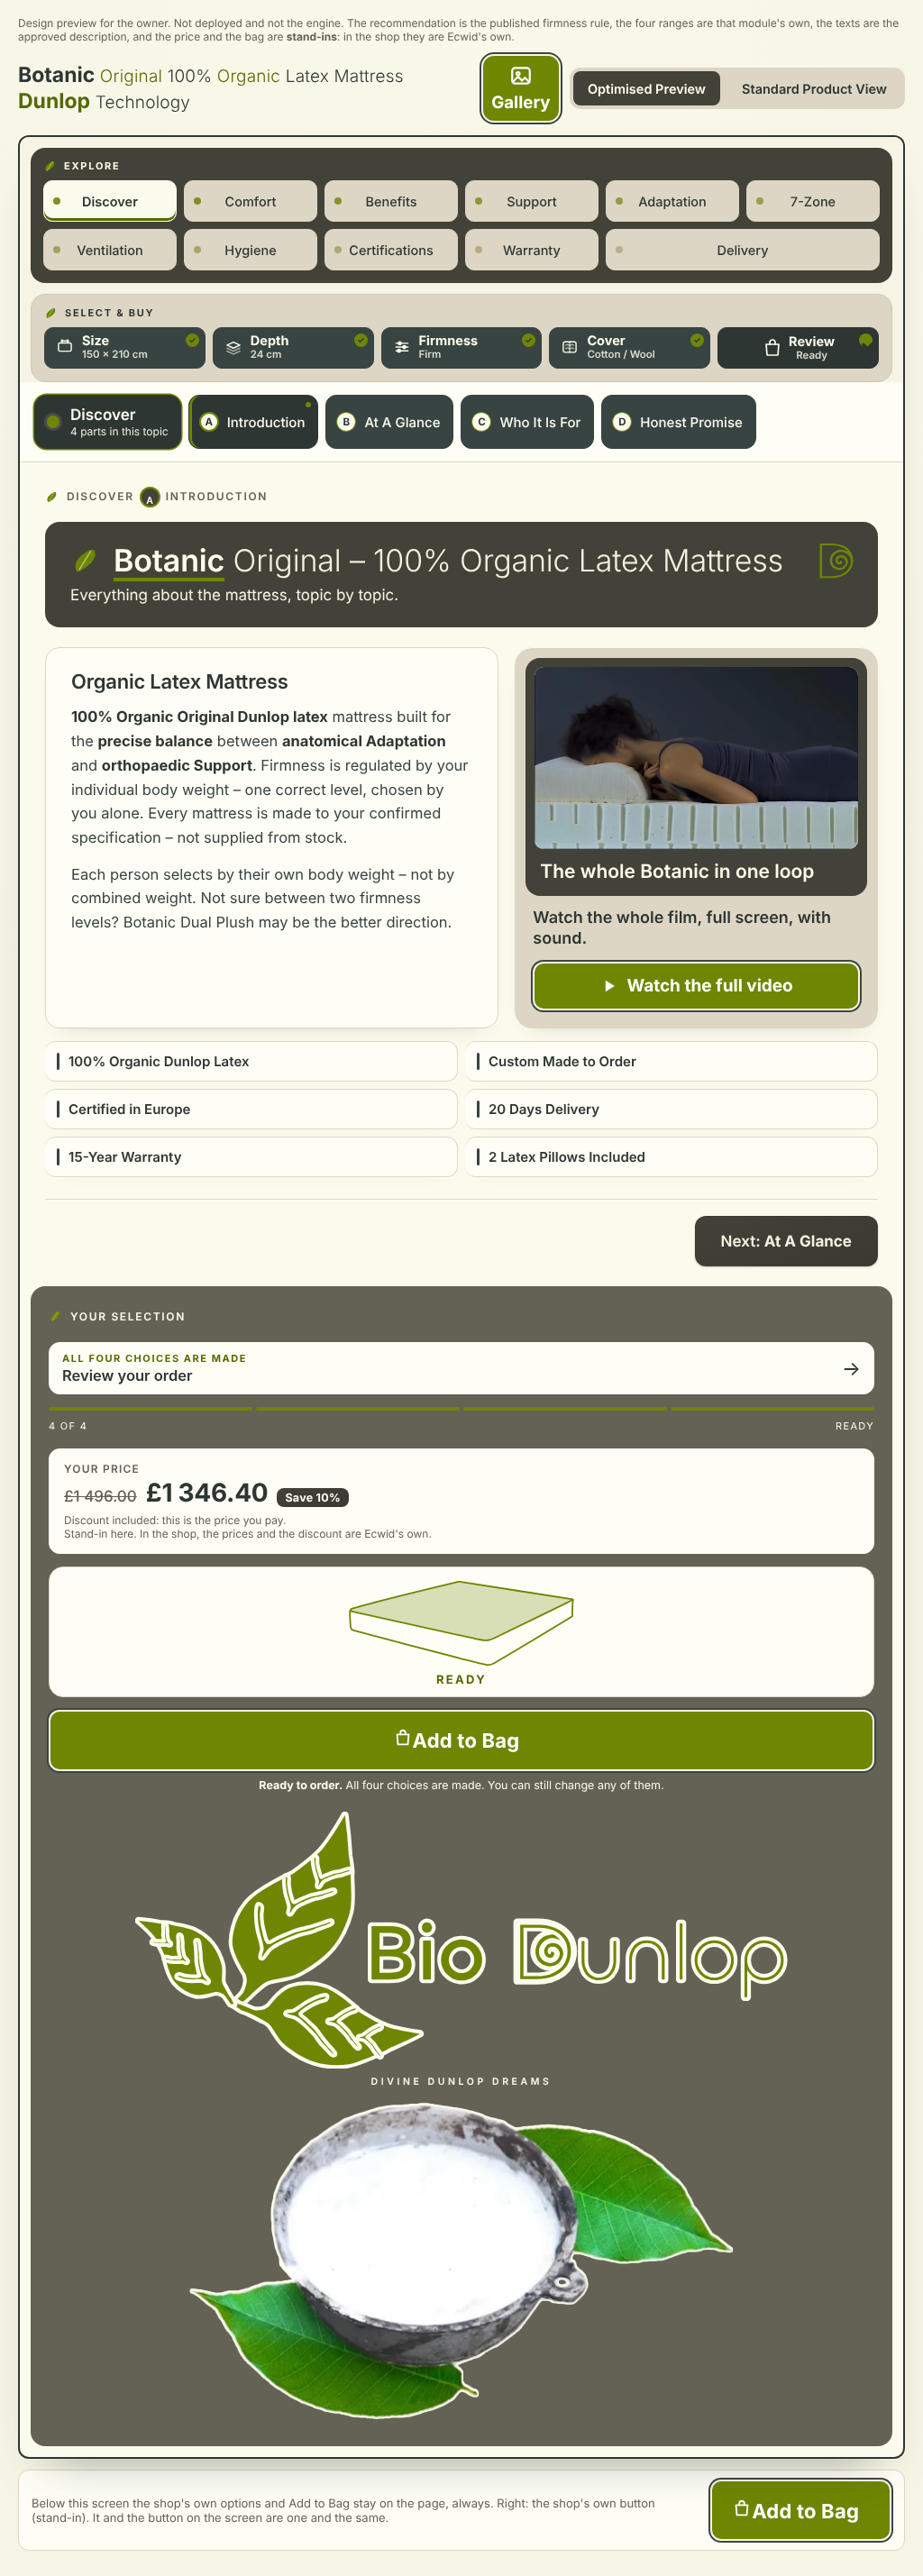 Design preview for the owner. Not deployed and not the engine. The recommendation is the published firmness rule, the four ranges are that module's own, the texts are the
approved description, and the price and the bag are stand-ins: in the shop they are Ecwid's own.
Botanic Original 100% Organic Latex Mattress
Dunlop Technology
Gallery
Optimised Preview
Standard Product View
EXPLORE
Discover
Comfort
Benefits
Support
Adaptation
7-Zone
Ventilation
Hygiene
Certifications
Warranty
Delivery
SELECT & BUY
Size
150 × 210 cm
Depth
24 cm
Firmness
Firm
Cover
Cotton / Wool
Review
Ready
Discover
4 parts in this topic
A Introduction
B At A Glance
C Who It Is For
D Honest Promise
DISCOVER A INTRODUCTION
Botanic Original – 100% Organic Latex Mattress
Everything about the mattress, topic by topic.
Organic Latex Mattress
100% Organic Original Dunlop latex mattress built for
the precise balance between anatomical Adaptation
and orthopaedic Support. Firmness is regulated by your
individual body weight – one correct level, chosen by
you alone. Every mattress is made to your confirmed
specification – not supplied from stock.
Each person selects by their own body weight – not by
combined weight. Not sure between two firmness
levels? Botanic Dual Plush may be the better direction.
The whole Botanic in one loop
Watch the whole film, full screen, with
sound.
Watch the full video
100% Organic Dunlop Latex
Custom Made to Order
Certified in Europe
20 Days Delivery
15-Year Warranty
2 Latex Pillows Included
Next: At A Glance
YOUR SELECTION
ALL FOUR CHOICES ARE MADE
Review your order
4 OF 4
READY
YOUR PRICE
£1 496.00 £1 346.40 Save 10%
Discount included: this is the price you pay.
Stand-in here. In the shop, the prices and the discount are Ecwid's own.
READY
Add to Bag
Ready to order. All four choices are made. You can still change any of them.
Bio Dunlop
DIVINE DUNLOP DREAMS
Below this screen the shop's own options and Add to Bag stay on the page, always. Right: the shop's own button
(stand-in). It and the button on the screen are one and the same.
Add to Bag